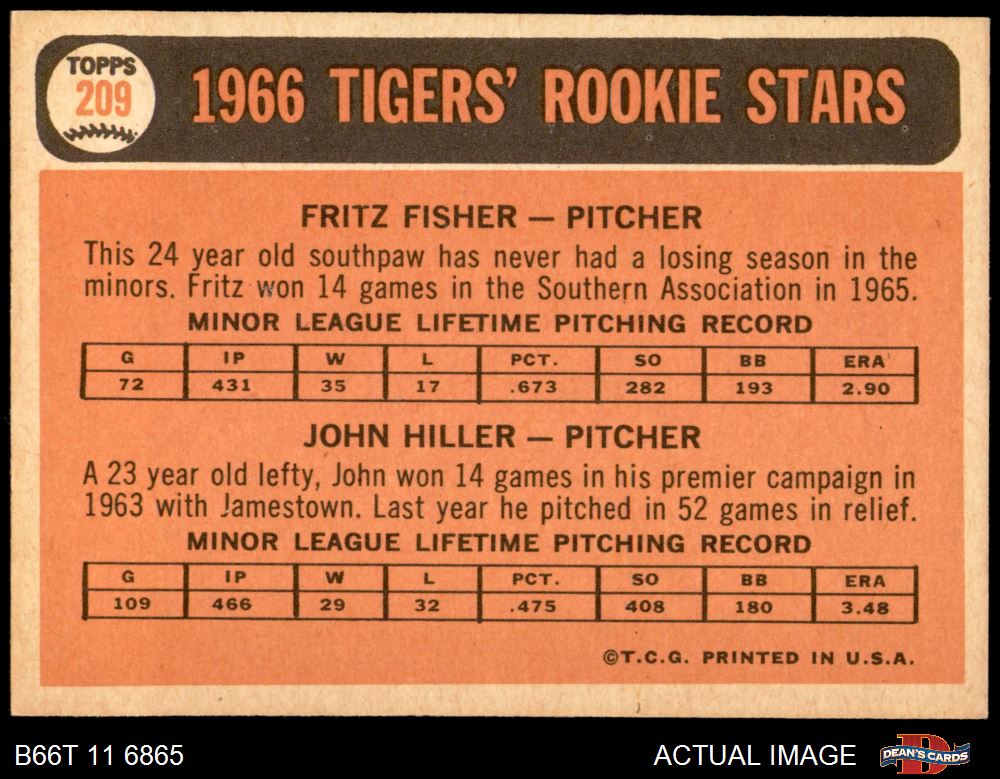 TOPPS
209
1966 TIGERS' ROOKIE STARS
FRITZ FISHER — PITCHER
This 24 year old southpaw has never had a losing season in the
minors. Fritz won 14 games in the Southern Association in 1965.
MINOR LEAGUE LIFETIME PITCHING RECORD
G IP W L PCT. SO BB ERA
72 431 35 17 .673 282 193 2.90
JOHN HILLER — PITCHER
A 23 year old lefty, John won 14 games in his premier campaign in
1963 with Jamestown. Last year he pitched in 52 games in relief.
MINOR LEAGUE LIFETIME PITCHING RECORD
G IP W L PCT. SO BB ERA
109 466 29 32 .475 408 180 3.48
©T.C.G. PRINTED IN U.S.A.
B66T 11 6865
ACTUAL IMAGE
DEAN'S CARDS